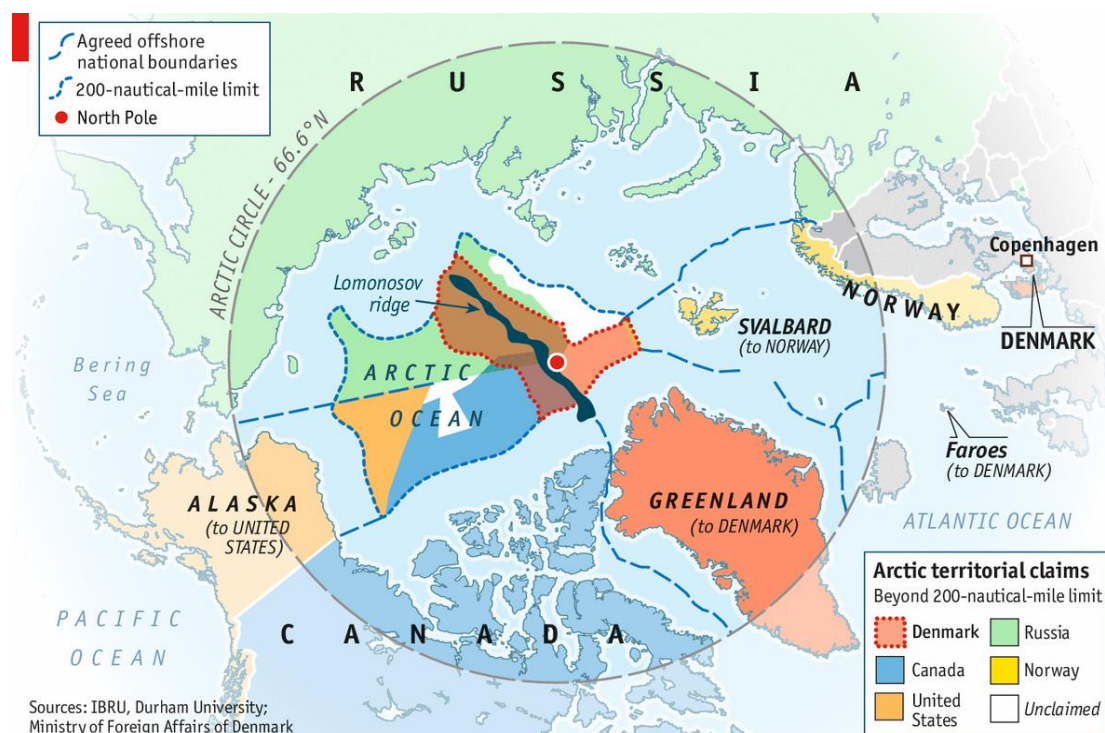 Agreed offshore
national boundaries
200-nautical-mile limit
North Pole
RUSSIA
ARCTIC CIRCLE - 66.6°N
Lomonosov
ridge
Copenhagen
NORWAY
SVALBARD
(to NORWAY)
DENMARK
Bering
Sea
ARCTIC
OCEAN
Faroes
(to DENMARK)
ALASKA
(to UNITED
STATES)
GREENLAND
(to DENMARK)
ATLANTIC OCEAN
PACIFIC
OCEAN
CANADA
Arctic territorial claims
Beyond 200-nautical-mile limit
Denmark
Russia
Canada
Norway
United
States
Unclaimed
Sources: IBRU, Durham University;
Ministry of Foreign Affairs of Denmark